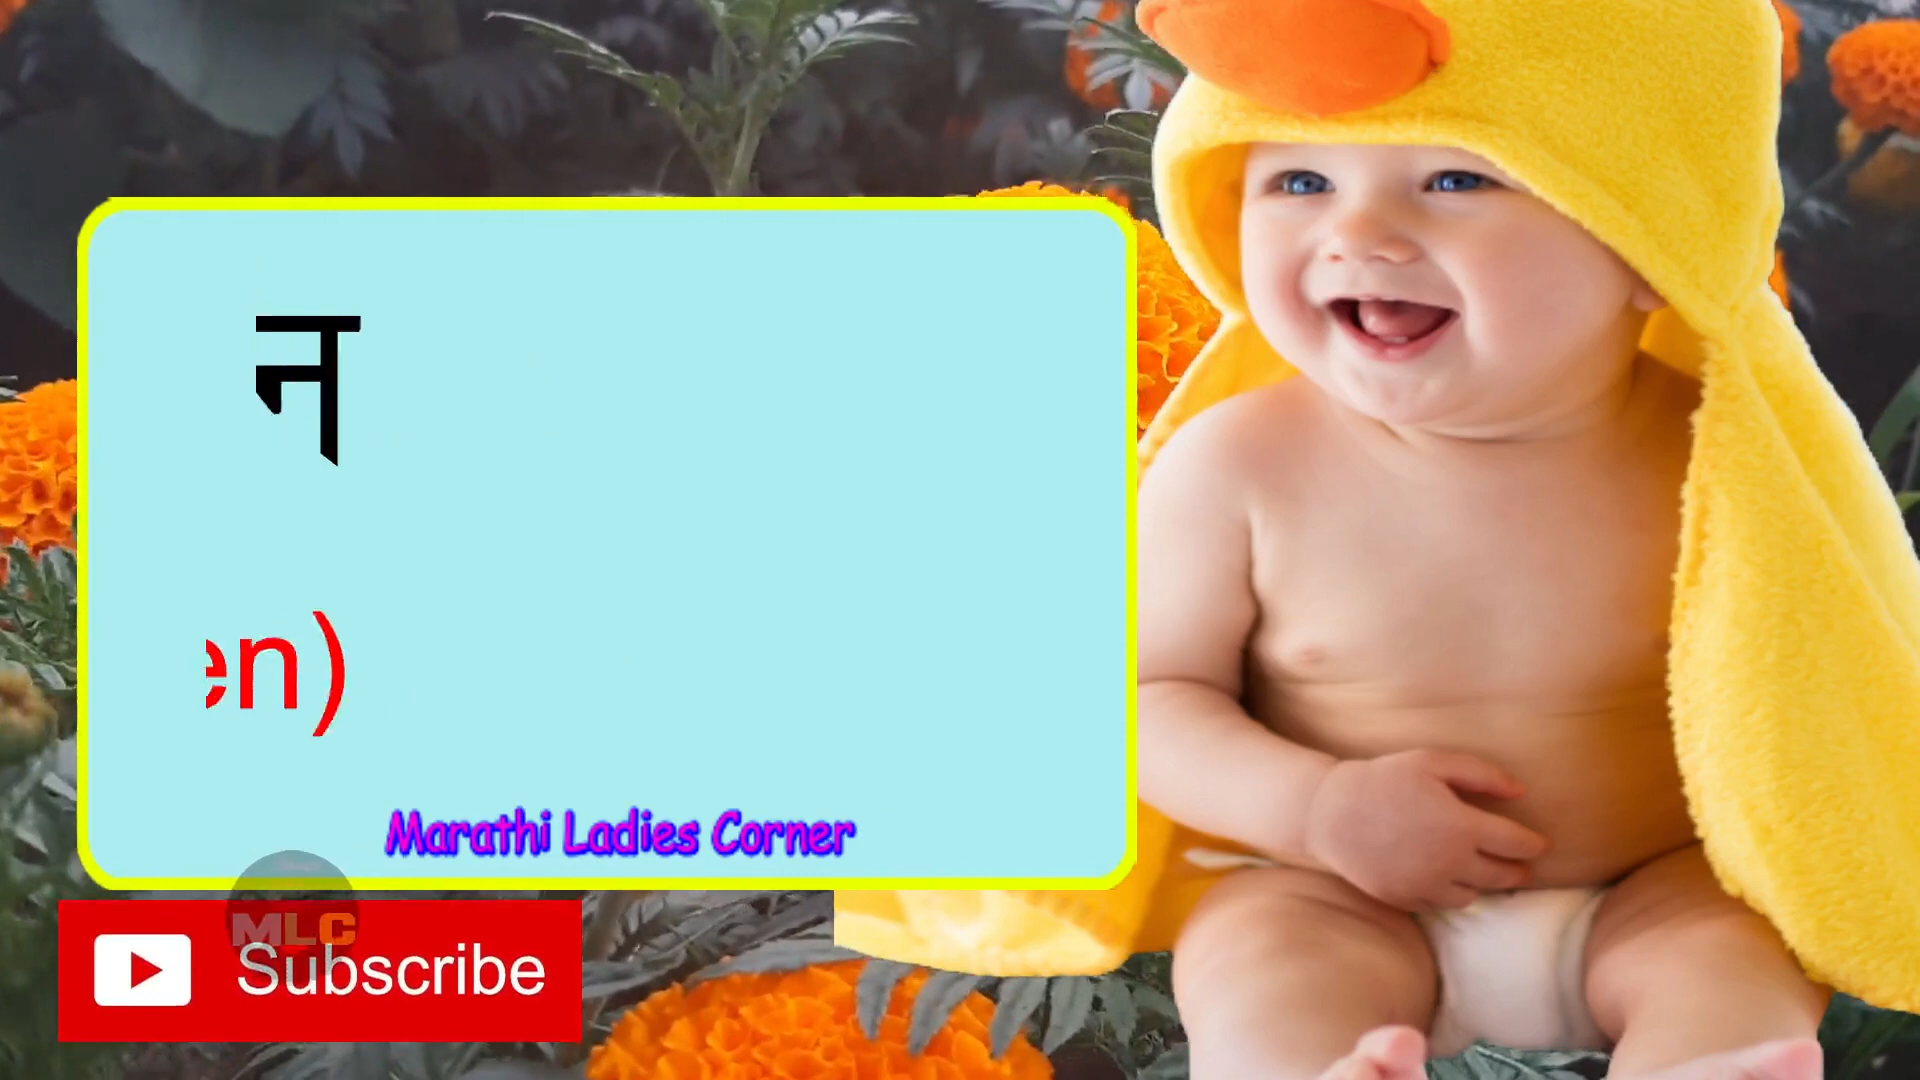 न
en)
Marathi Ladies Corner
MLC
Subscribe